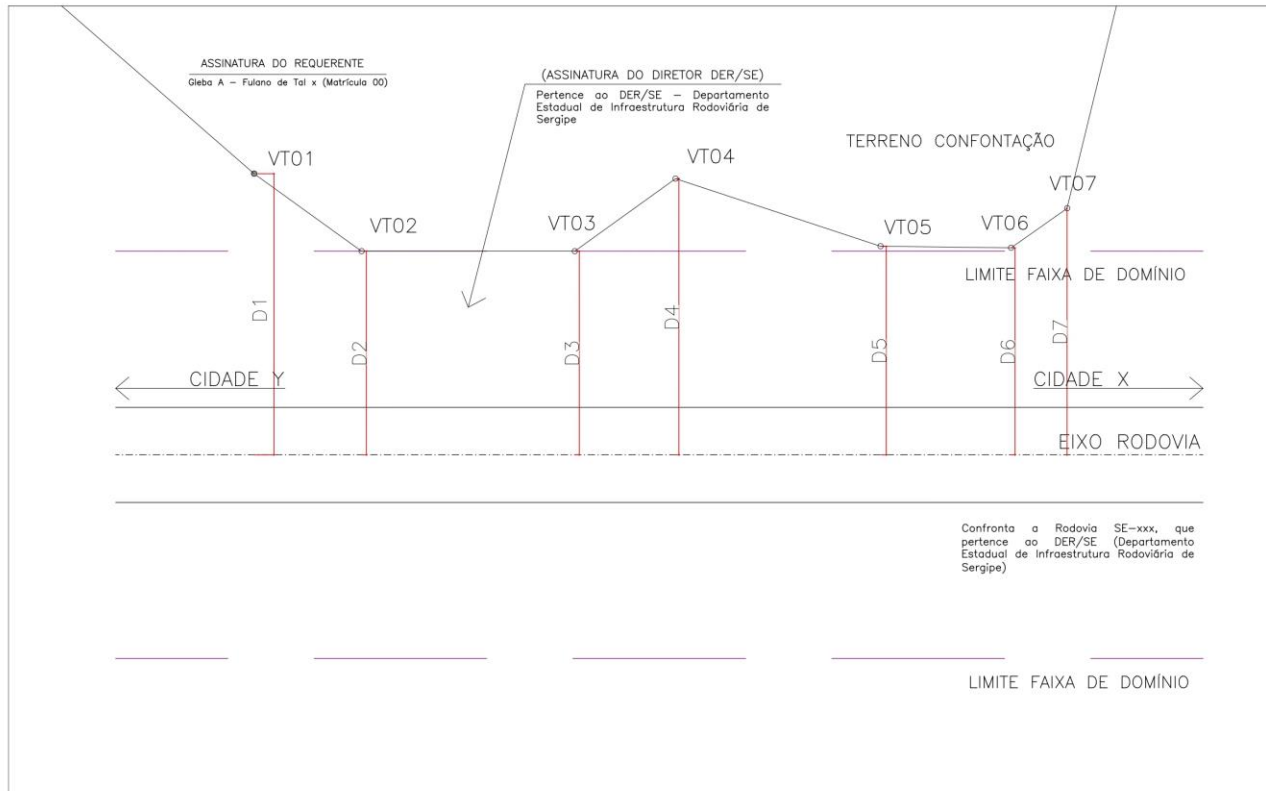 ASSINATURA DO REQUERENTE
Gleba A – Fulano de Tal x (Matrícula 00)
(ASSINATURA DO DIRETOR DER/SE)
Pertence ao DER/SE – Departamento
Estadual de Infraestrutura Rodoviária de
Sergipe
TERRENO CONFONTAÇÃO
VT01
VT04
VT07
VT02
VT03
VT05
VT06
LIMITE FAIXA DE DOMÍNIO
D1
D2
D3
D4
D5
D6
D7
CIDADE Y
CIDADE X
EIXO RODOVIA
Confronta a Rodovia SE–xxx, que
pertence ao DER/SE (Departamento
Estadual de Infraestrutura Rodoviária de
Sergipe)
LIMITE FAIXA DE DOMÍNIO